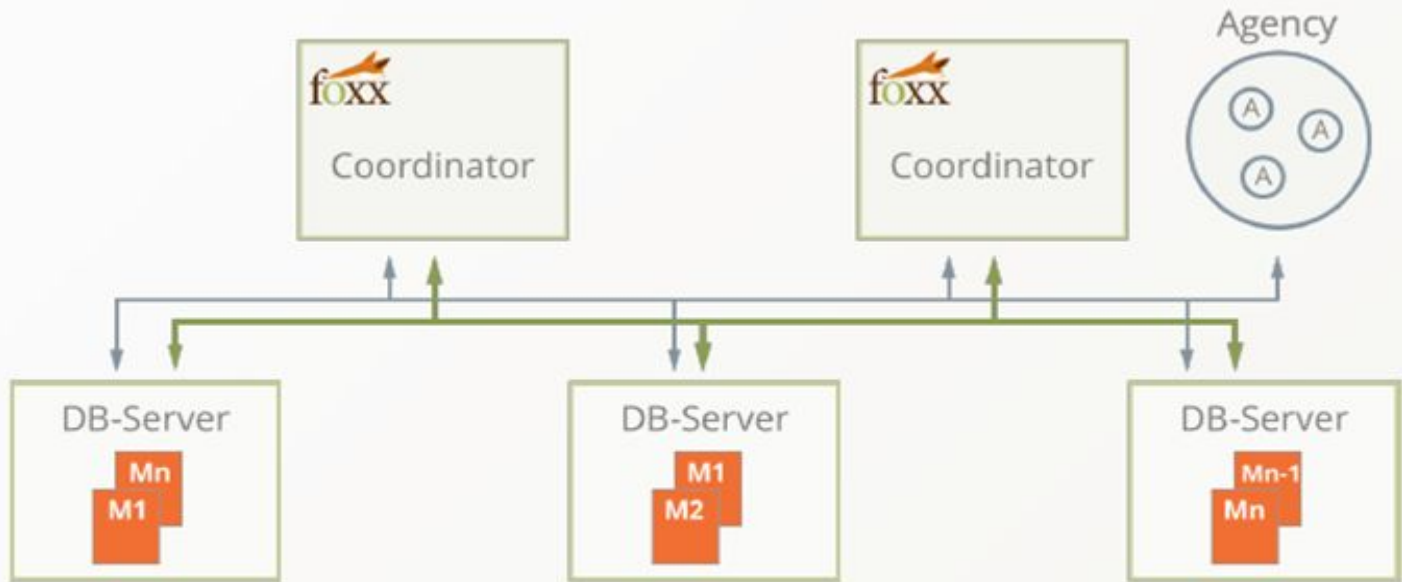 Agency
foxx
foxx
A
A
A
Coordinator
Coordinator
DB-Server
DB-Server
DB-Server
Mn
M1
M1
M2
Mn-1
Mn